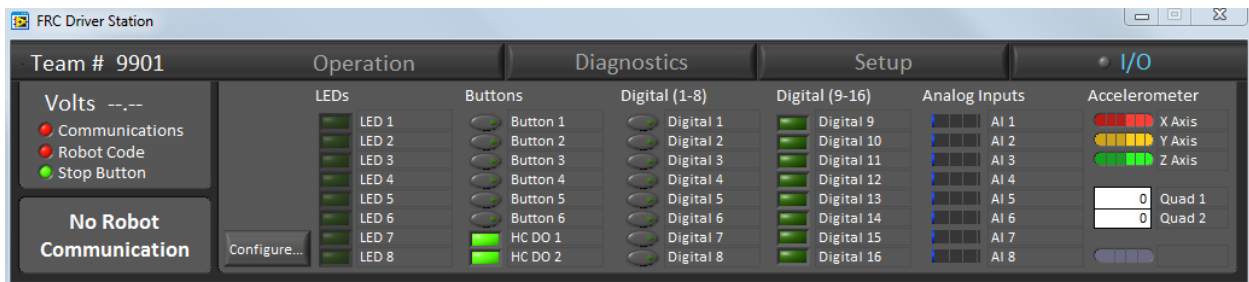 FRC Driver Station
Team # 9901
Operation
Diagnostics
Setup
I/O
Volts --.--
Communications
Robot Code
Stop Button
No Robot
Communication
Configure...
LEDs
LED 1
LED 2
LED 3
LED 4
LED 5
LED 6
LED 7
LED 8
Buttons
Button 1
Button 2
Button 3
Button 4
Button 5
Button 6
HC DO 1
HC DO 2
Digital (1-8)
Digital 1
Digital 2
Digital 3
Digital 4
Digital 5
Digital 6
Digital 7
Digital 8
Digital (9-16)
Digital 9
Digital 10
Digital 11
Digital 12
Digital 13
Digital 14
Digital 15
Digital 16
Analog Inputs
AI 1
AI 2
AI 3
AI 4
AI 5
AI 6
AI 7
AI 8
Accelerometer
X Axis
Y Axis
Z Axis
0 Quad 1
0 Quad 2